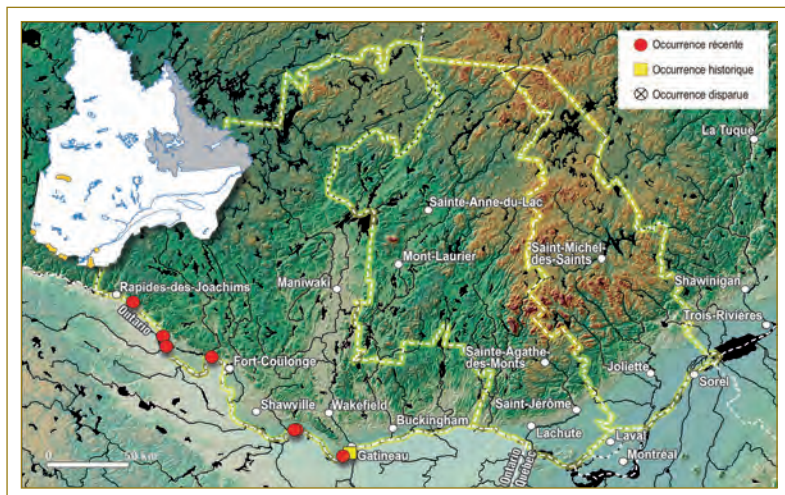 Occurrence récente
Occurrence historique
Occurrence disparue
La Tuque
Sainte-Anne-du-Lac
Saint-Michel
des-Saints
Mont-Laurier
Maniwaki
Shawinigan
Rapides-des-Joachims
Ontario
Trois-Rivières
Fort-Coulonge
Sainte-Agathe
des-Monts
Joliette
Sorel
Shawville
Wakefield
Saint-Jérôme
Buckingham
Lachute
Laval
Gatineau
Montréal
Ontario
Québec
0 50 km